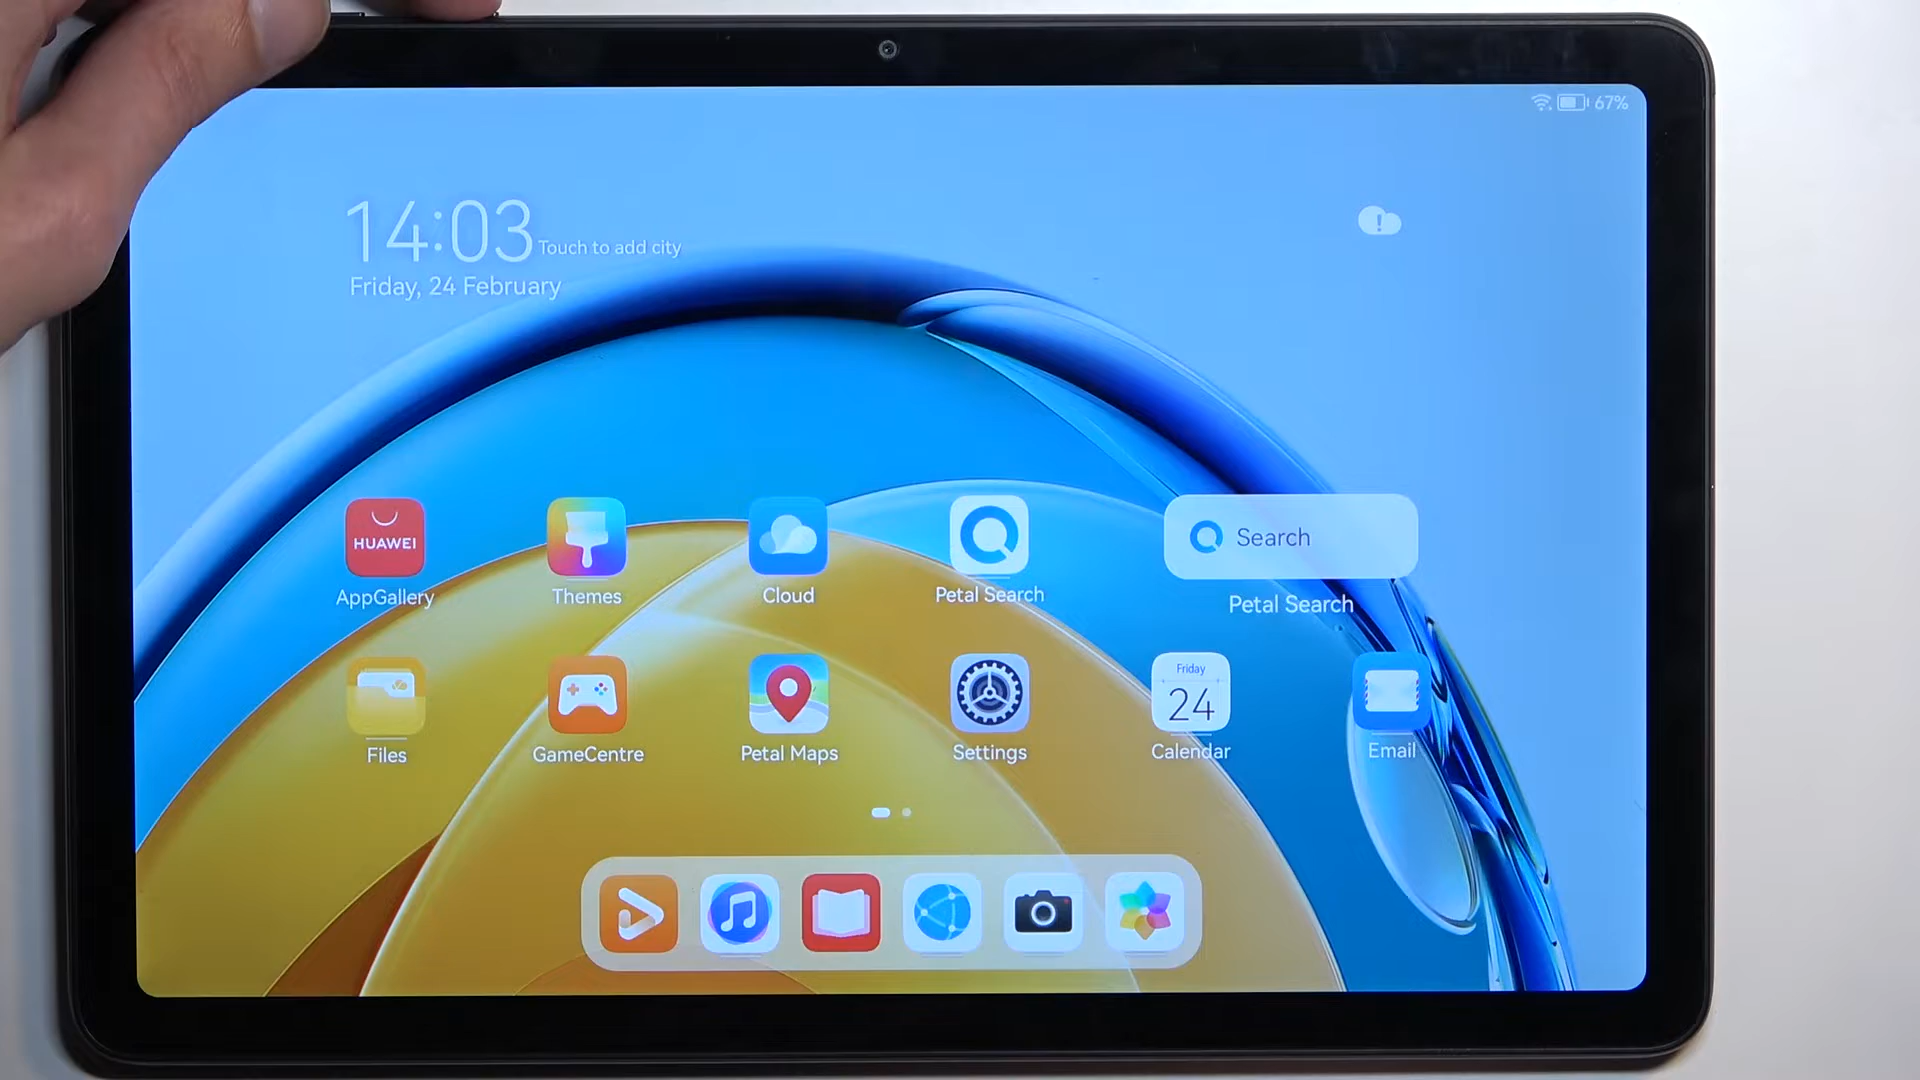 67%
14:03 Touch to add city
Friday, 24 February
HUAWEI
Search
AppGallery
Themes
Cloud
Petal Search
Petal Search
Friday
24
Files
GameCentre
Petal Maps
Settings
Calendar
Email